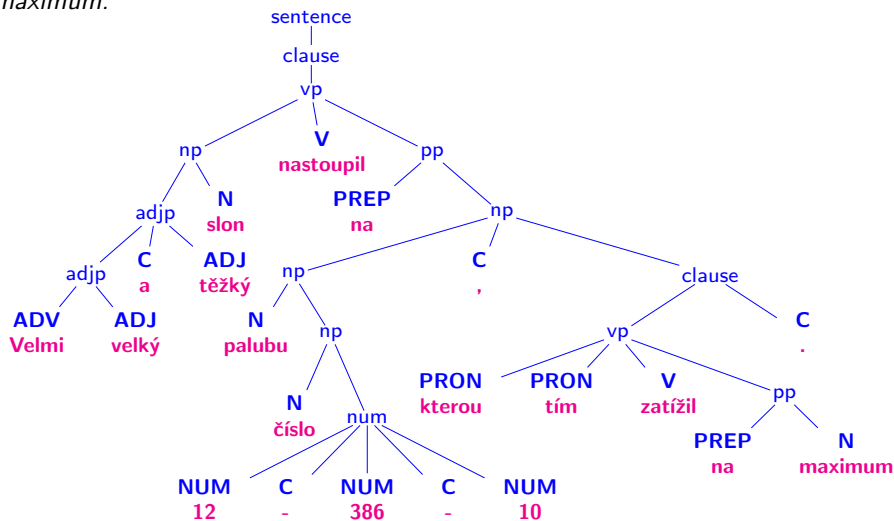 maximum.
sentence
clause
vp
np V pp
nastoupil
adjp N PREP np
slon na
adjp C ADJ np C clause
a těžký ,
ADV ADJ N np vp C
Velmi velký palubu .
N num PRON PRON V pp
číslo kterou tím zatížil
NUM C NUM C NUM PREP N
12 - 386 - 10 na maximum